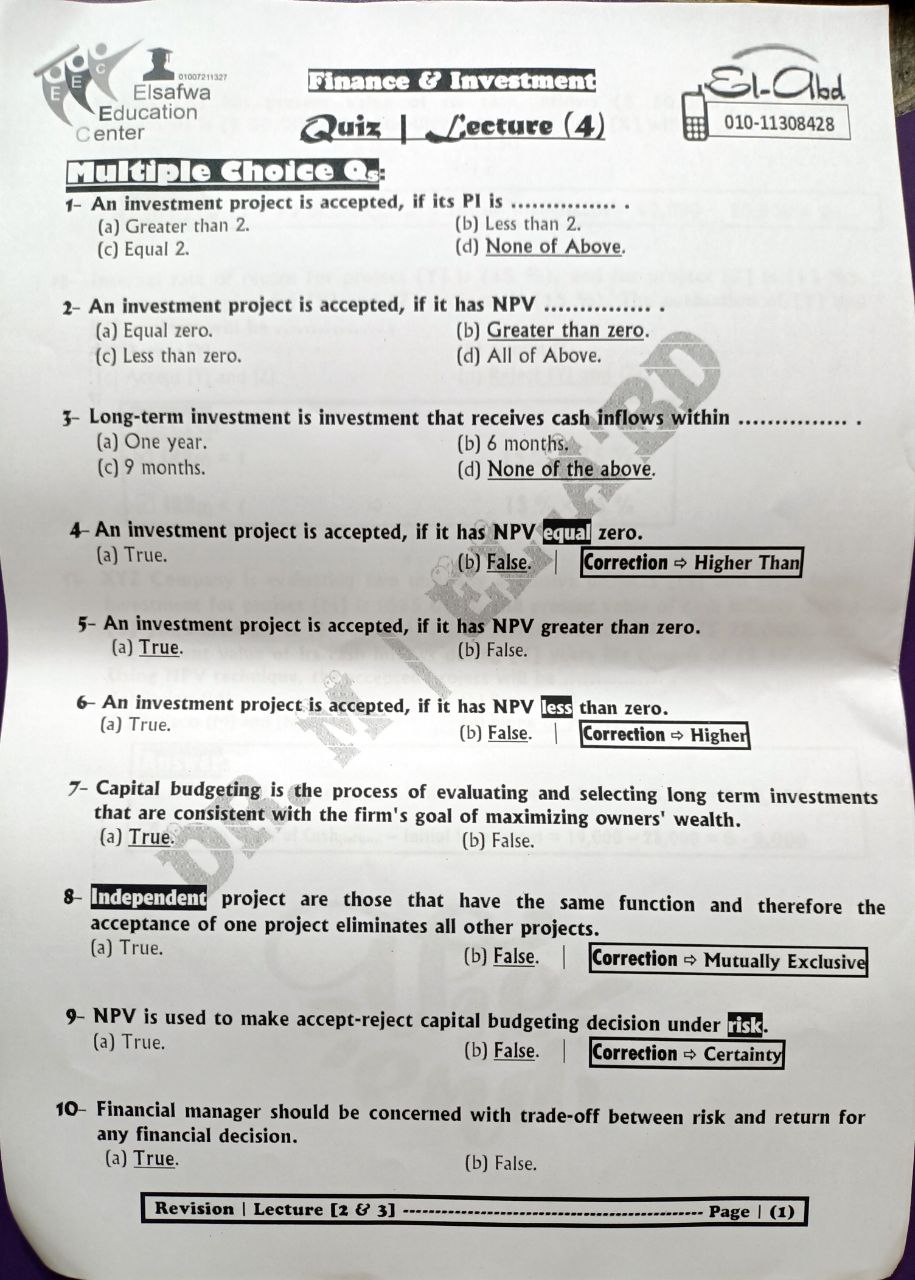 E E C
01007211327
Elsafwa
Education
Center
Finance & Investment
Quiz | Lecture (4)
El-Abd
010-11308428
Multiple Choice Qs:
1- An investment project is accepted, if its PI is ............... .
(a) Greater than 2. (b) Less than 2.
(c) Equal 2. (d) None of Above.
2- An investment project is accepted, if it has NPV ............... .
(a) Equal zero. (b) Greater than zero.
(c) Less than zero. (d) All of Above.
3- Long-term investment is investment that receives cash inflows within ............... .
(a) One year. (b) 6 months.
(c) 9 months. (d) None of the above.
4- An investment project is accepted, if it has NPV equal zero.
(a) True. (b) False. | Correction ⇨ Higher Than
5- An investment project is accepted, if it has NPV greater than zero.
(a) True. (b) False.
6- An investment project is accepted, if it has NPV less than zero.
(a) True. (b) False. | Correction ⇨ Higher
7- Capital budgeting is the process of evaluating and selecting long term investments
that are consistent with the firm's goal of maximizing owners' wealth.
(a) True. (b) False.
8- Independent project are those that have the same function and therefore the
acceptance of one project eliminates all other projects.
(a) True. (b) False. | Correction ⇨ Mutually Exclusive
9- NPV is used to make accept-reject capital budgeting decision under risk.
(a) True. (b) False. | Correction ⇨ Certainty
10- Financial manager should be concerned with trade-off between risk and return for
any financial decision.
(a) True. (b) False.
Revision | Lecture [2 & 3] ---------------------------------------------- Page | (1)
DR. M | EL-A'BD